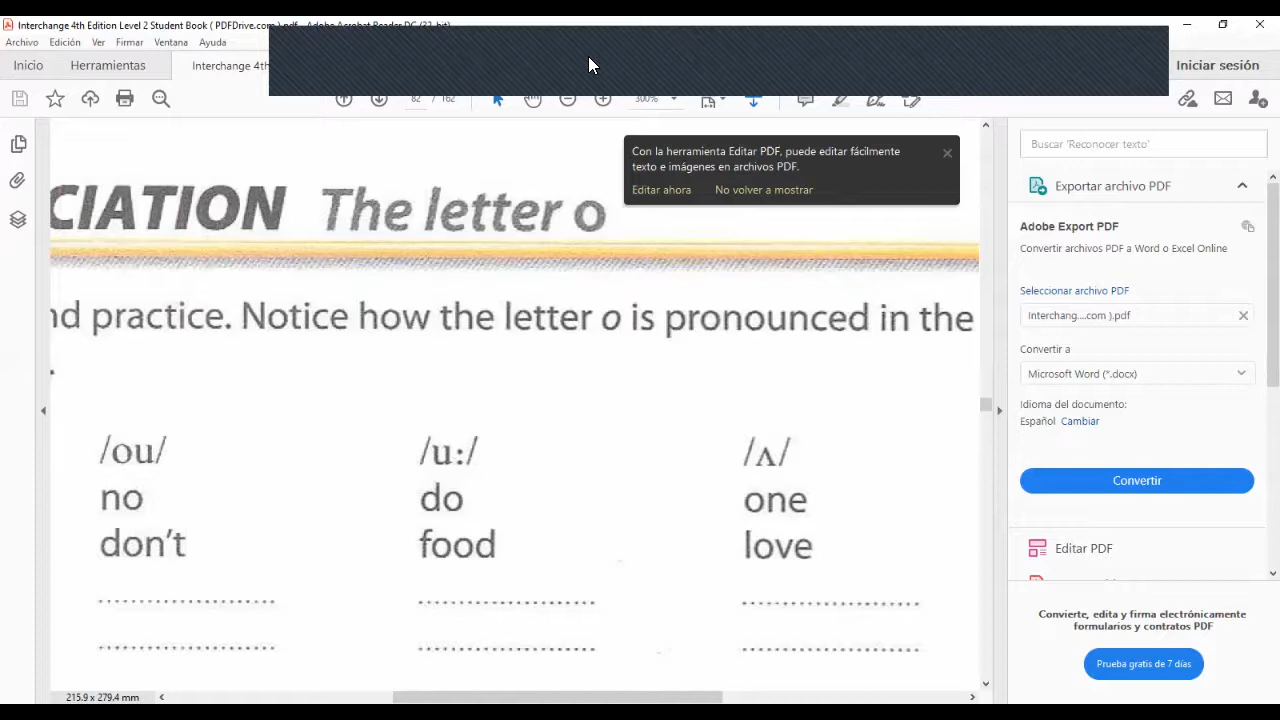 Interchange 4th Edition Level 2 Student Book ( PDFDrive.com ).pdf - Adobe Acrobat Reader DC (32-bit)
Archivo Edición Ver Firmar Ventana Ayuda
Inicio Herramientas Interchange 4th Iniciar sesión
82 / 162 300%
Con la herramienta Editar PDF, puede editar fácilmente
texto e imágenes en archivos PDF.
Editar ahora No volver a mostrar
CIATION The letter o
nd practice. Notice how the letter o is pronounced in the
/ou/ /u:/ /ʌ/
no do one
don't food love
215.9 x 279.4 mm
Buscar 'Reconocer texto'
Exportar archivo PDF
Adobe Export PDF
Convertir archivos PDF a Word o Excel Online
Seleccionar archivo PDF
Interchang....com ).pdf
Convertir a
Microsoft Word (*.docx)
Idioma del documento:
Español Cambiar
Convertir
Editar PDF
Convierte, edita y firma electrónicamente
formularios y contratos PDF
Prueba gratis de 7 días